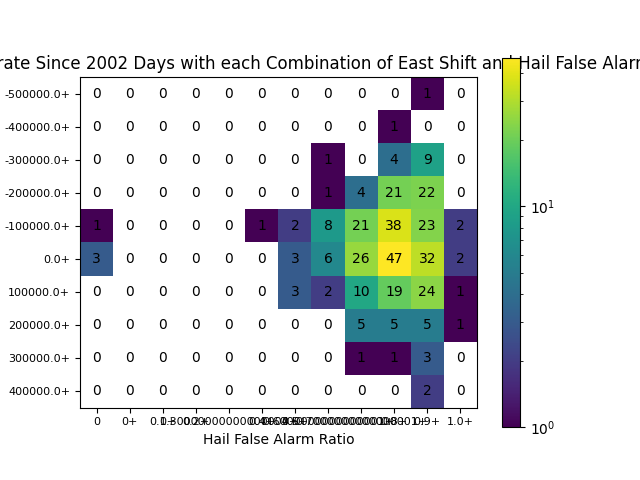 rate Since 2002 Days with each Combination of East Shift and Hail False Alarm
-500000.0+ 0 0 0 0 0 0 0 0 0 0 1 0
-400000.0+ 0 0 0 0 0 0 0 0 0 1 0 0
-300000.0+ 0 0 0 0 0 0 0 1 0 4 9 0
-200000.0+ 0 0 0 0 0 0 0 1 4 21 22 0
-100000.0+ 1 0 0 0 0 1 2 8 21 38 23 2
0.0+ 3 0 0 0 0 0 3 6 26 47 32 2
100000.0+ 0 0 0 0 0 0 3 2 10 19 24 1
200000.0+ 0 0 0 0 0 0 0 0 5 5 5 1
300000.0+ 0 0 0 0 0 0 0 0 1 1 3 0
400000.0+ 0 0 0 0 0 0 0 0 0 0 2 0
0 0+ 1.0+
Hail False Alarm Ratio
10¹
10⁰